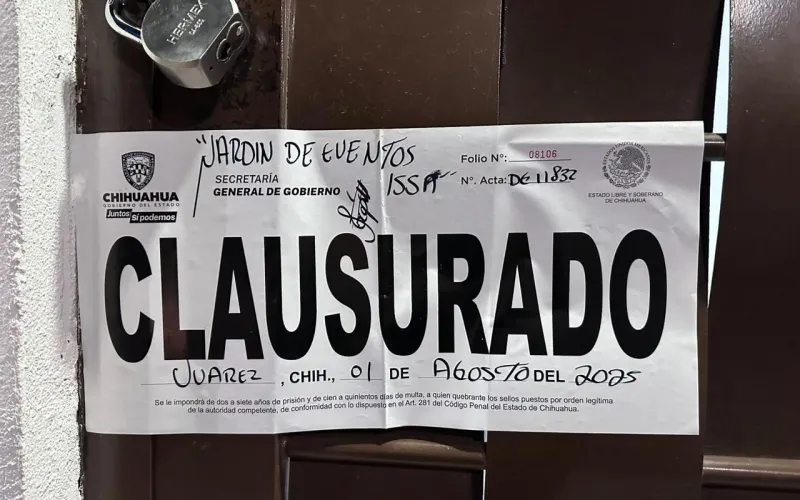 HERMEX
"JARDIN DE EVENTOS
ISSA"
CHIHUAHUA
GOBIERNO DEL ESTADO
Juntos Sí podemos
SECRETARÍA
GENERAL DE GOBIERNO
Folio Nº: 08106
Nº. Acta: DE 11832
ESTADO LIBRE Y SOBERANO
DE CHIHUAHUA
CLAUSURADO
JUAREZ, CHIH., 01 DE AGOSTO DEL 2025
Se le impondrá de dos a siete años de prisión y de cien a quinientos días de multa, a quien quebrante los sellos puestos por orden legítima
de la autoridad competente, de conformidad con lo dispuesto en el Art. 281 del Código Penal del Estado de Chihuahua.